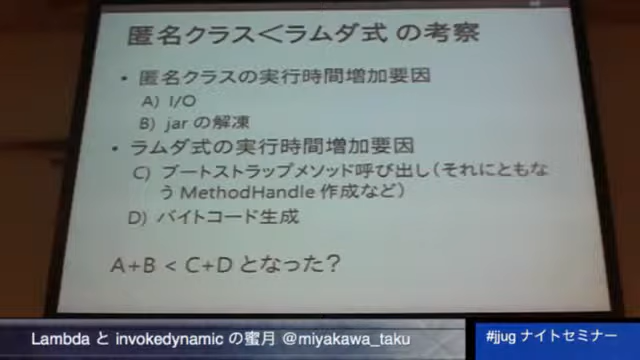 匿名クラス<ラムダ式 の考察
• 匿名クラスの実行時間増加要因
A) I/O
B) jar の解凍
• ラムダ式の実行時間増加要因
C) ブートストラップメソッド呼び出し(それにともな
う MethodHandle 作成など)
D) バイトコード生成
A+B < C+D となった?
Lambda と invokedynamic の蜜月 @miyakawa_taku
#jjug ナイトセミナー